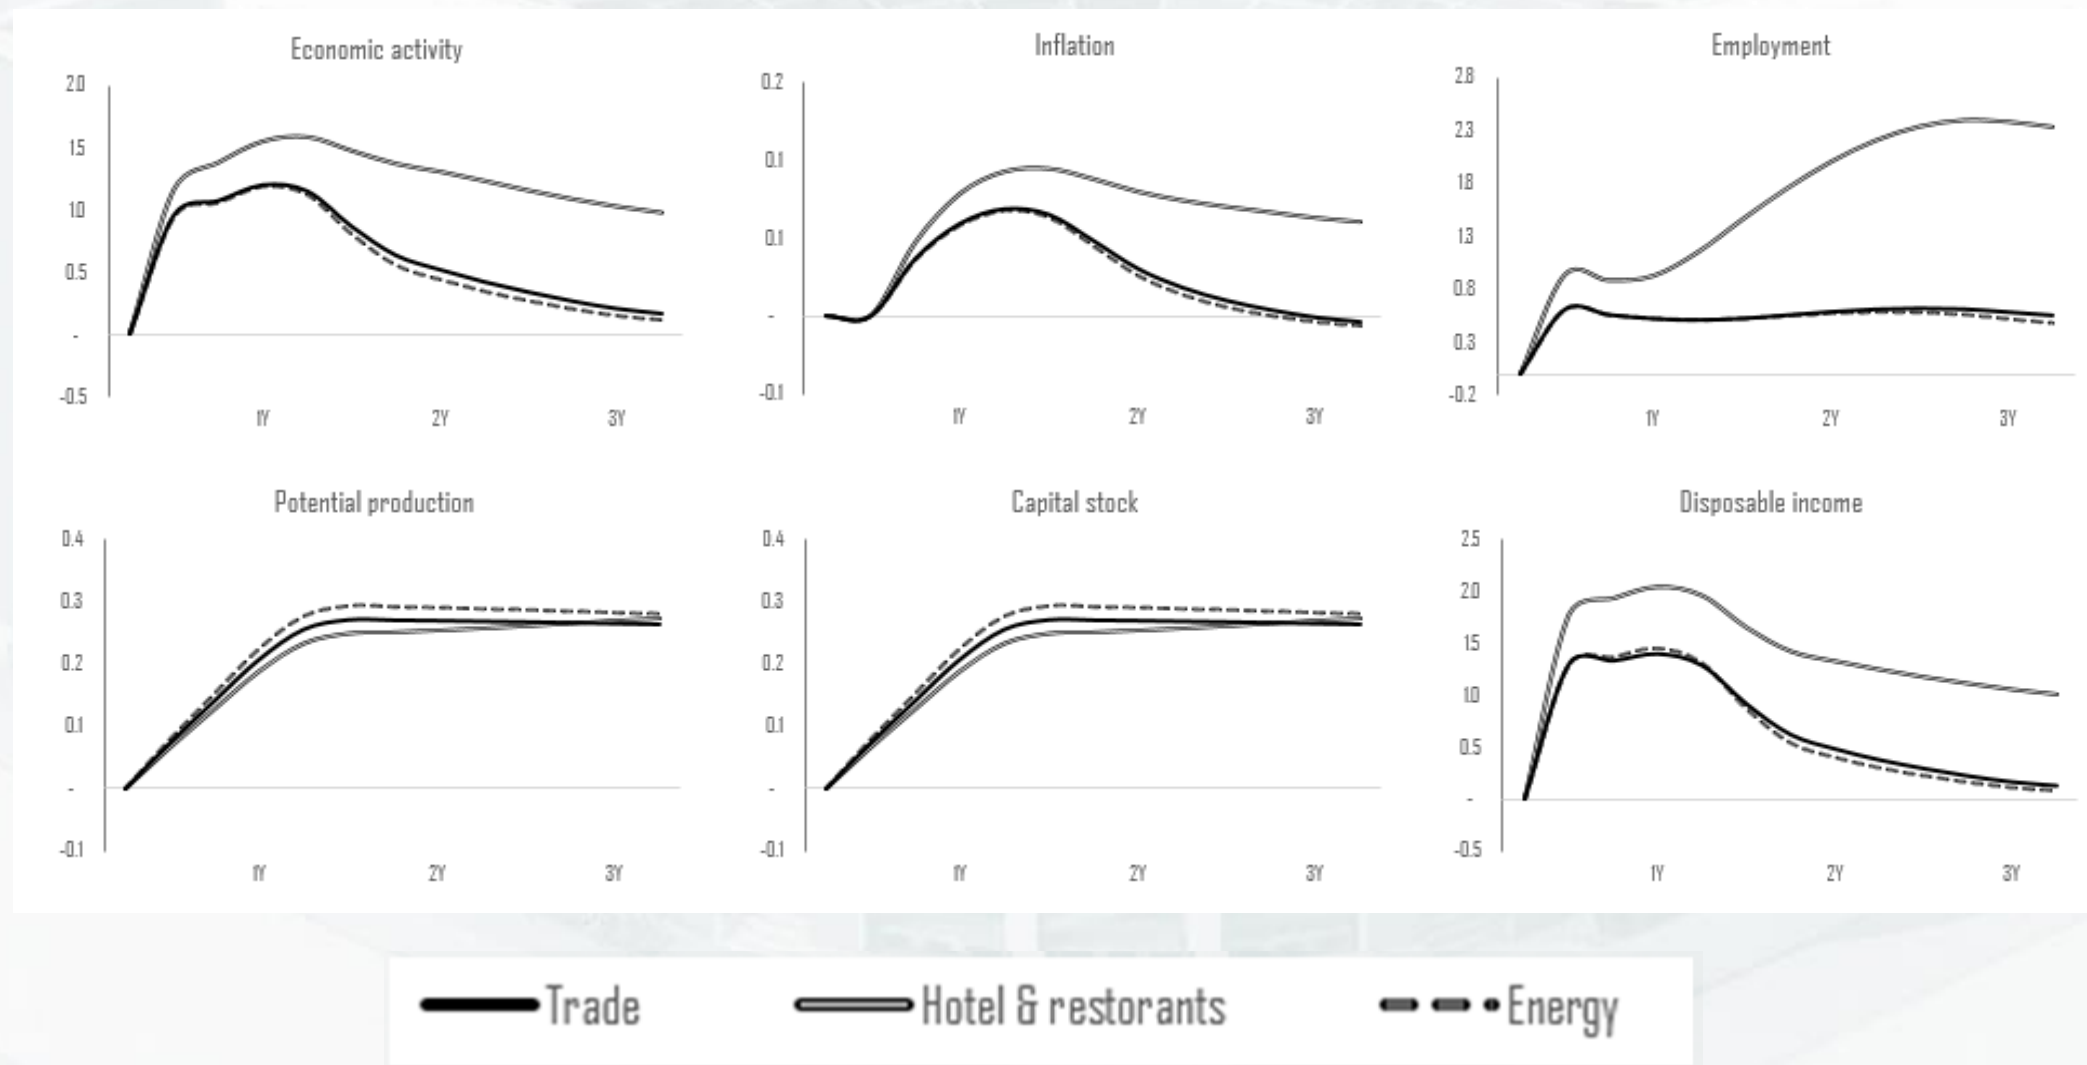 Economic activity
2.0
1.5
1.0
0.5
-
-0.5
1Y 2Y 3Y
Inflation
0.2
0.1
0.1
-
-0.1
1Y 2Y 3Y
Employment
2.8
2.3
1.8
1.3
0.8
0.3
-0.2
1Y 2Y 3Y
Potential production
0.4
0.3
0.2
0.1
-
-0.1
1Y 2Y 3Y
Capital stock
0.4
0.3
0.2
0.1
-
-0.1
1Y 2Y 3Y
Disposable income
2.5
2.0
1.5
1.0
0.5
-
-0.5
1Y 2Y 3Y
Trade Hotel & restorants Energy